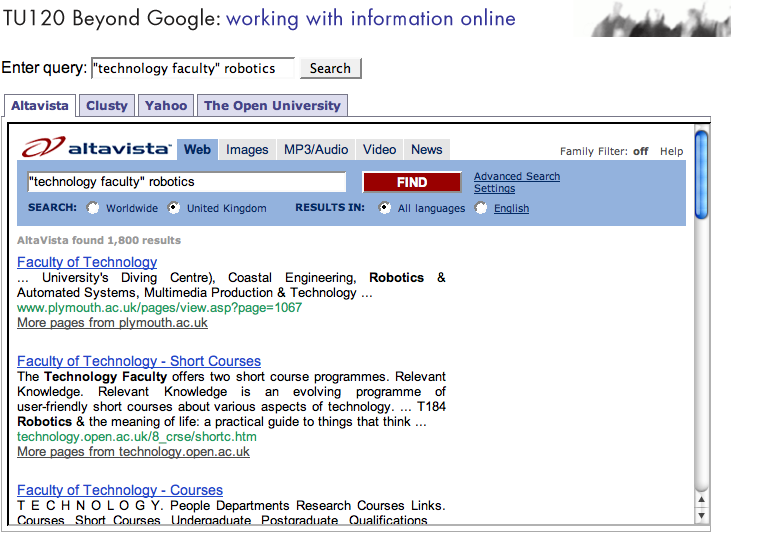 TU120 Beyond Google: working with information online
Enter query: "technology faculty" robotics Search
Altavista Clusty Yahoo The Open University
altavista Web Images MP3/Audio Video News Family Filter: off Help
"technology faculty" robotics FIND Advanced Search
Settings
SEARCH: Worldwide United Kingdom RESULTS IN: All languages English
AltaVista found 1,800 results
Faculty of Technology
... University's Diving Centre), Coastal Engineering, Robotics &
Automated Systems, Multimedia Production & Technology ...
www.plymouth.ac.uk/pages/view.asp?page=1067
More pages from plymouth.ac.uk
Faculty of Technology - Short Courses
The Technology Faculty offers two short course programmes. Relevant
Knowledge. Relevant Knowledge is an evolving programme of
user-friendly short courses about various aspects of technology. ... T184
Robotics & the meaning of life: a practical guide to things that think ...
technology.open.ac.uk/8_crse/shortc.htm
More pages from technology.open.ac.uk
Faculty of Technology - Courses
T E C H N O L O G Y. People Departments Research Courses Links.
Courses Short Courses Undergaduate Postgraduate Qualifications